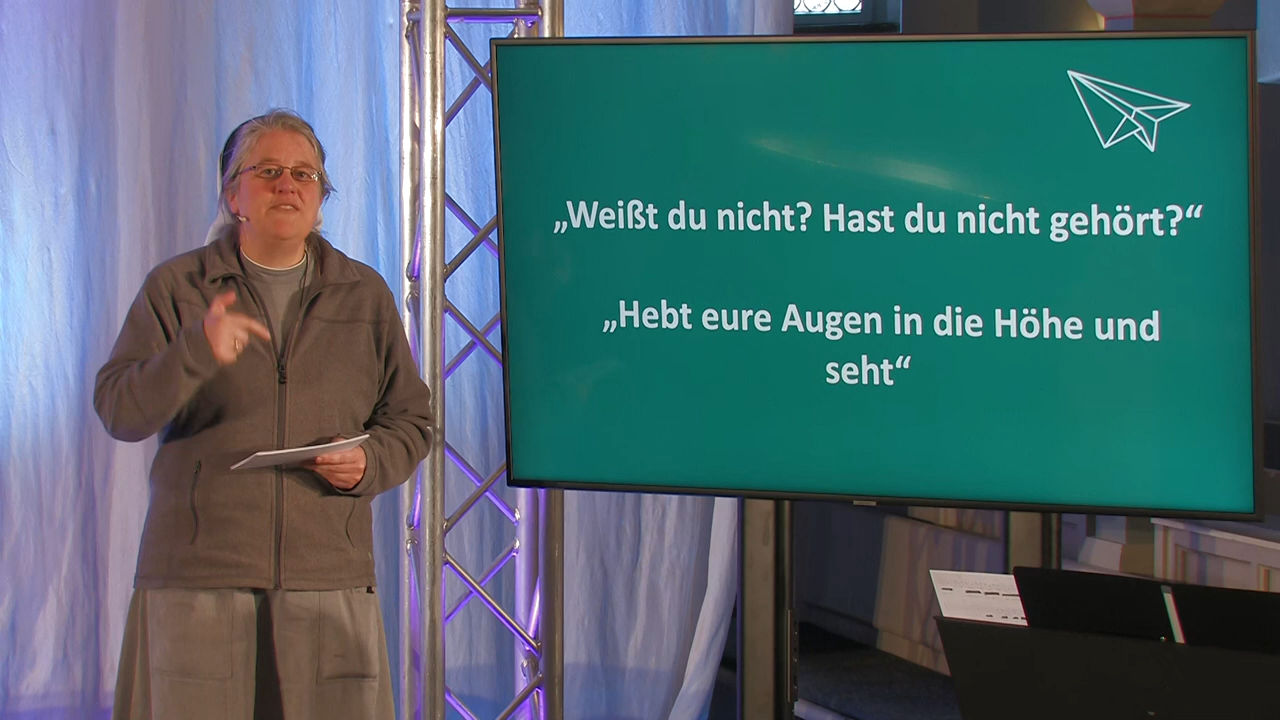 „Weißt du nicht? Hast du nicht gehört?“
„Hebt eure Augen in die Höhe und
seht“